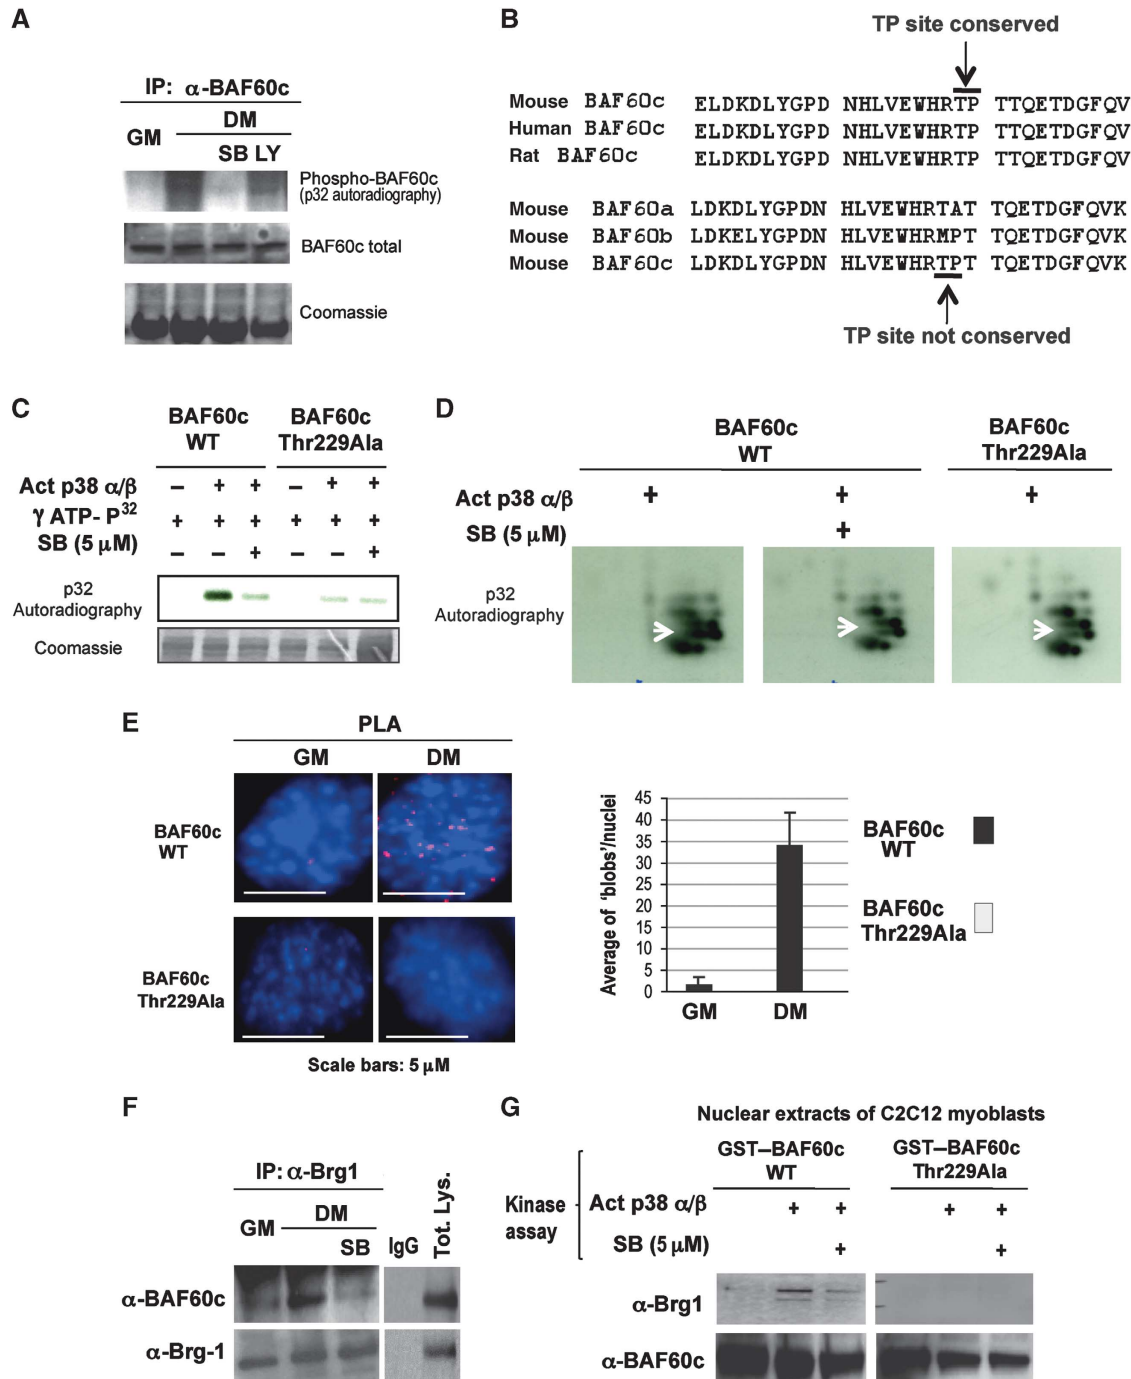 A
IP: α-BAF60c
GM
DM
SB LY
Phospho-BAF60c
(p32 autoradiography)
BAF60c total
Coomassie
B
TP site conserved
Mouse BAF60c ELDKDLYGPD NHLVEWHRTP TTQETDGFQV
Human BAF60c ELDKDLYGPD NHLVEWHRTP TTQETDGFQV
Rat BAF60c ELDKDLYGPD NHLVEWHRTP TTQETDGFQV
Mouse BAF60a LDKDLYGPDN HLVEWHRTAT TQETDGFQVK
Mouse BAF60b LDKELYGPDN HLVEWHRMPT TQETDGFQVK
Mouse BAF60c LDKDLYGPDN HLVEWHRTPT TQETDGFQVK
TP site not conserved
C
BAF60c WT
BAF60c Thr229Ala
Act p38 α/β – + + – + +
γ ATP- P32 + + + + + +
SB (5 μM) – – + – – +
p32
Autoradiography
Coomassie
D
BAF60c WT
BAF60c Thr229Ala
Act p38 α/β + + +
SB (5 μM) +
p32
Autoradiography
E
PLA
GM DM
BAF60c
WT
BAF60c
Thr229Ala
Scale bars: 5 μM
Average of 'blobs'/nuclei
45
40
35
30
25
20
15
10
5
0
GM DM
BAF60c
WT
BAF60c
Thr229Ala
F
IP: α-Brg1
GM
DM
SB
IgG
Tot. Lys.
α-BAF60c
α-Brg-1
G
Nuclear extracts of C2C12 myoblasts
GST–BAF60c WT
GST–BAF60c Thr229Ala
Kinase
assay
Act p38 α/β + + + +
SB (5 μM) + +
α-Brg1
α-BAF60c